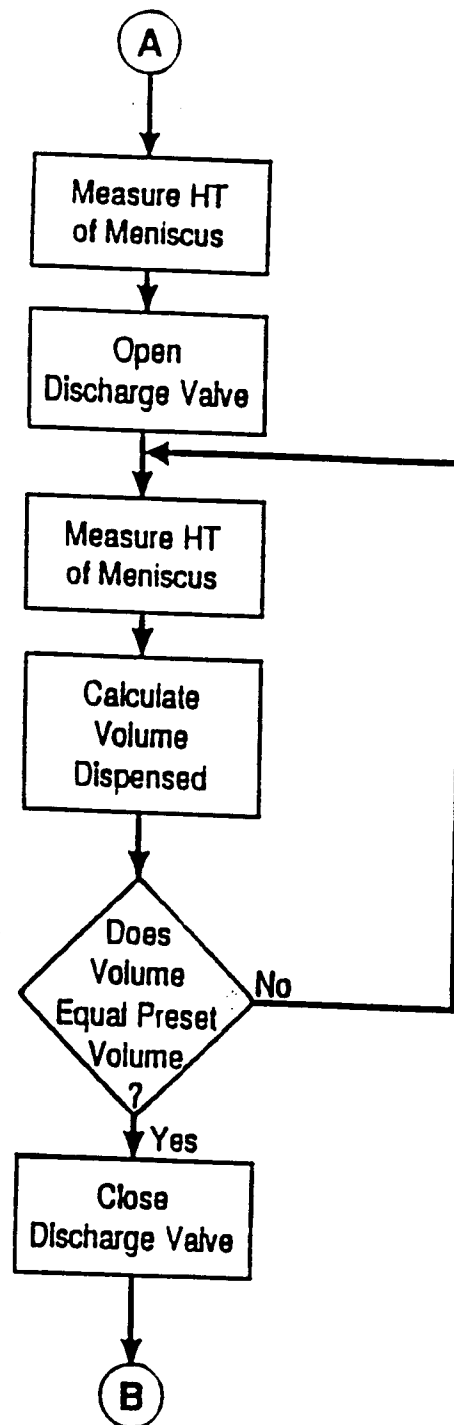 A
Measure HT
of Meniscus
Open
Discharge Valve
Measure HT
of Meniscus
Calculate
Volume
Dispensed
Does
Volume
Equal Preset
Volume
?
No
Yes
Close
Discharge Valve
B